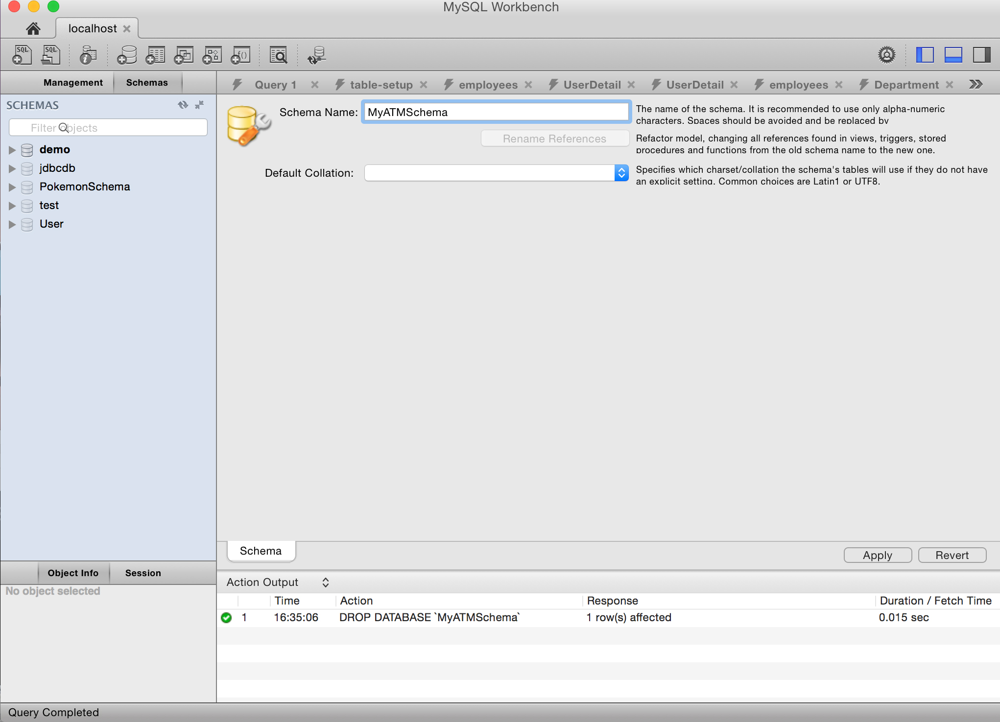 MySQL Workbench
localhost
SQL
SQL
f()
Management
Schemas
Query 1
table-setup
employees
UserDetail
UserDetail
employees
Department
SCHEMAS
Filter objects
demo
jdbcdb
PokemonSchema
test
User
Schema Name:
MyATMSchema
The name of the schema. It is recommended to use only alpha-numeric
characters. Spaces should be avoided and be replaced by
Rename References
Refactor model, changing all references found in views, triggers, stored
procedures and functions from the old schema name to the new one.
Default Collation:
Specifies which charset/collation the schema's tables will use if they do not have
an explicit setting. Common choices are Latin1 or UTF8.
Schema
Apply
Revert
Object Info
Session
No object selected
Action Output
Time
Action
Response
Duration / Fetch Time
1
16:35:06
DROP DATABASE `MyATMSchema`
1 row(s) affected
0.015 sec
Query Completed